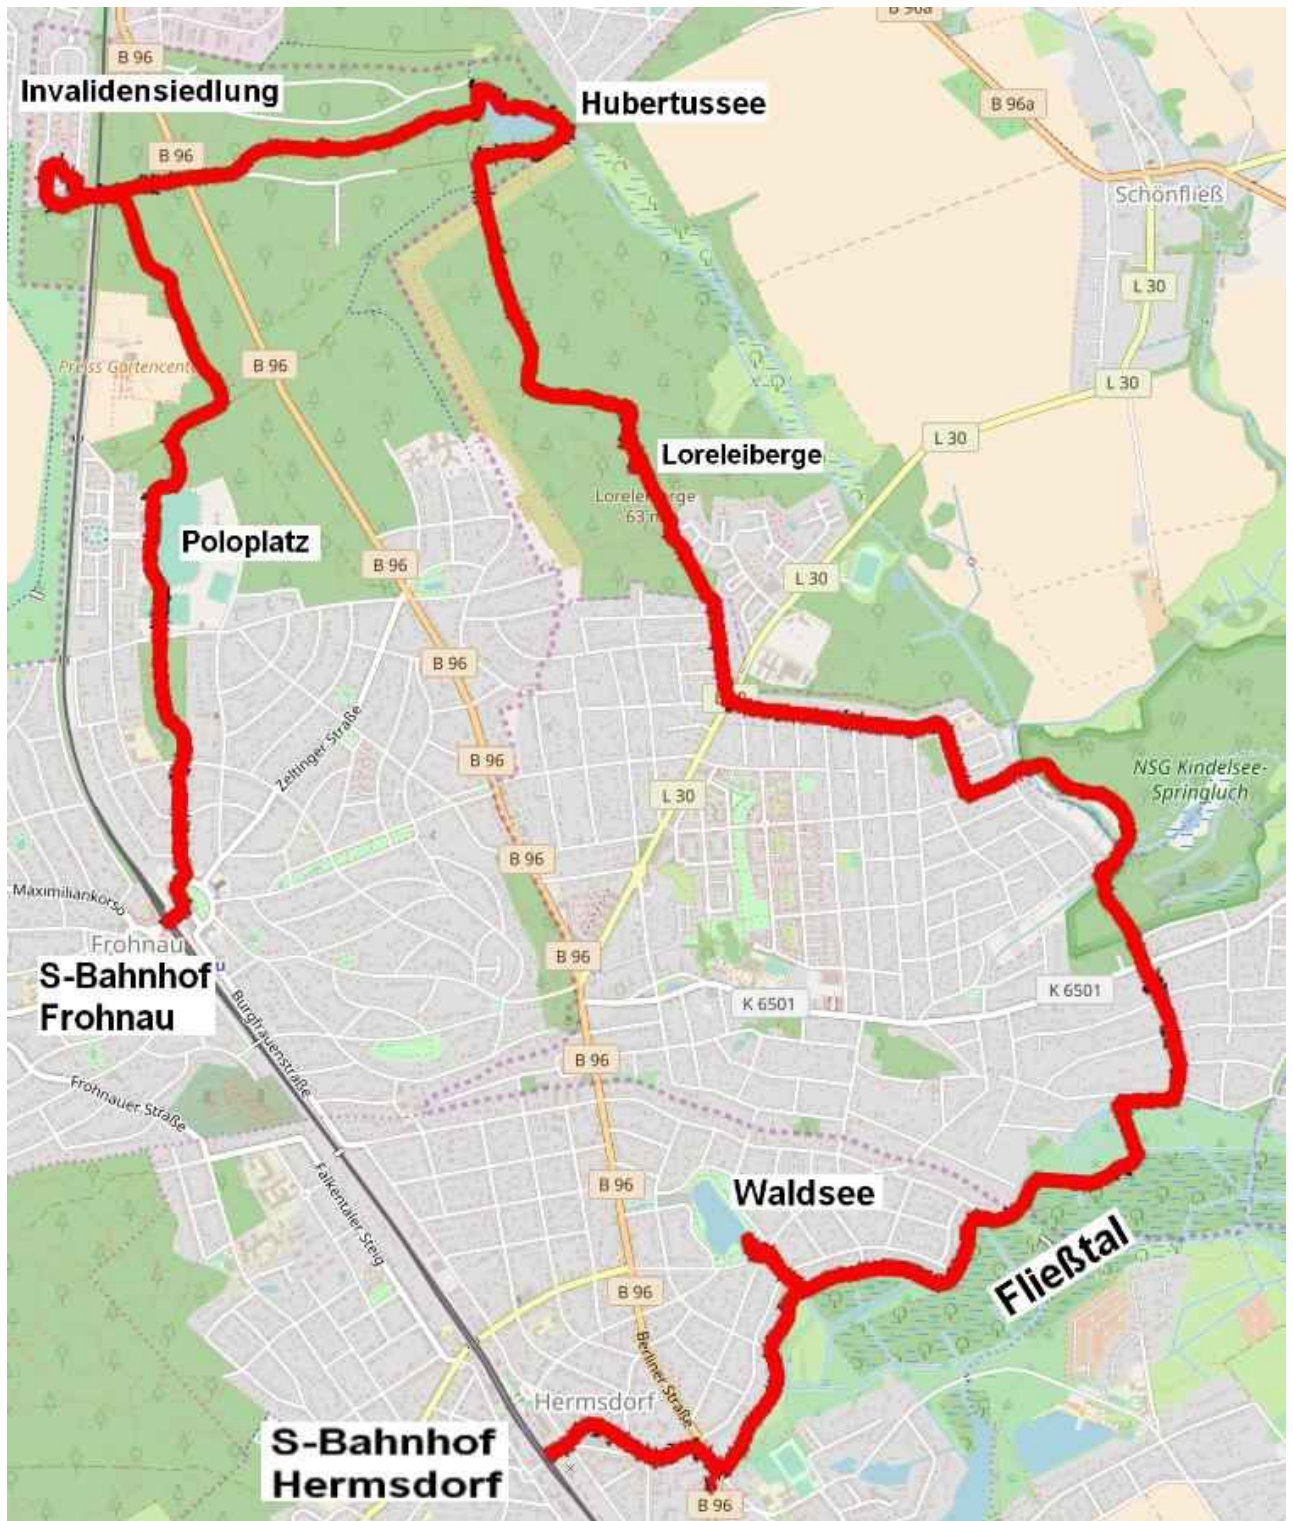 B 96a
B 96
Invalidensiedlung
Hubertussee
B 96a
B 96
Schönfließ
L 30
B 96
Preiss Gartencent
L 30
L 30
Loreleiberge
63
Poloplatz
B 96
L 30
B 96
Zeltinger Straße
B 96
NSG Kindelsee-
Springluch
L 30
B 96
Maximiliankorso
Frohnau
B 96
S-Bahnhof
Frohnau
K 6501
K 6501
Burgfrauenstraße
B 96
Frohnauer Straße
Falkentaler Steig
B 96
Waldsee
Fließtal
B 96
Berliner Straße
Hermsdorf
S-Bahnhof
Hermsdorf
B 96